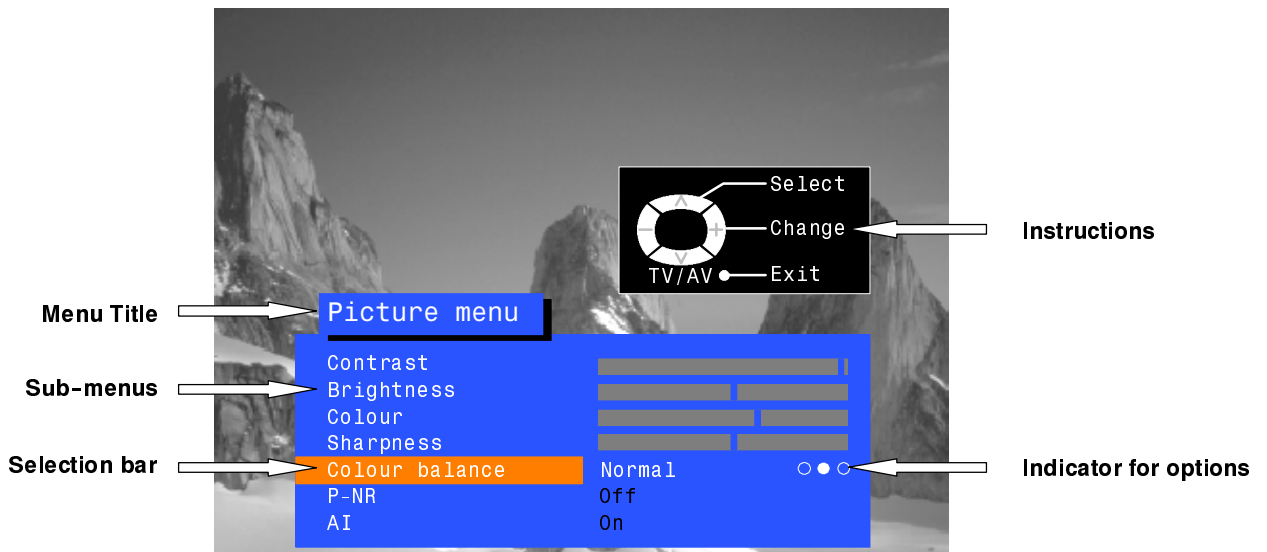 Select
Change
Instructions
TV/AV
Exit
Menu Title
Picture menu
Contrast
Sub-menus
Brightness
Colour
Sharpness
Selection bar
Colour balance
Normal
Indicator for options
P-NR
Off
AI
On